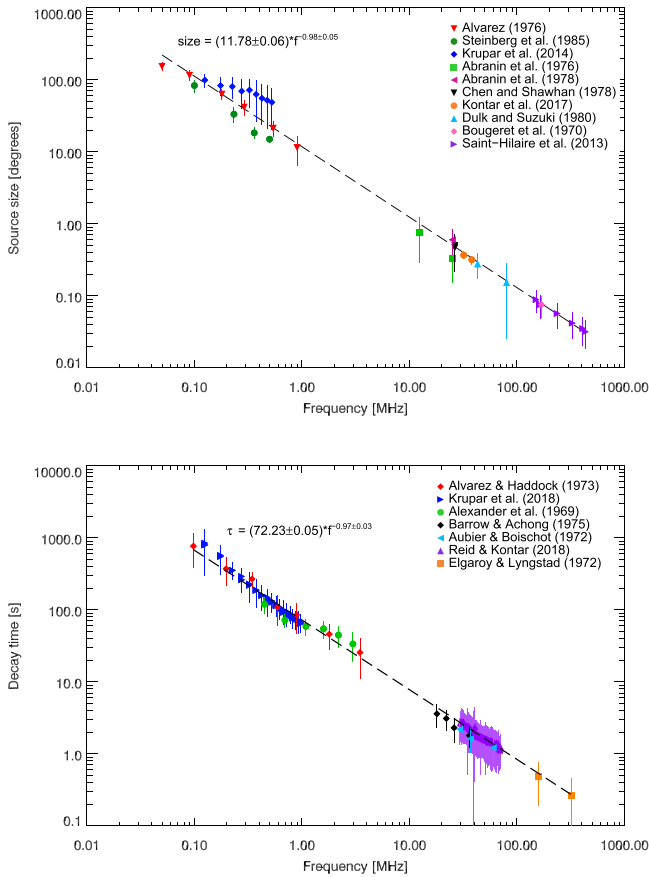 1000.00
100.00
10.00
1.00
0.10
0.01
Source size [degrees]
size = (11.78±0.06)*f−0.98±0.05
Alvarez (1976)
Steinberg et al. (1985)
Krupar et al. (2014)
Abranin et al. (1976)
Abranin et al. (1978)
Chen and Shawhan (1978)
Kontar et al. (2017)
Dulk and Suzuki (1980)
Bougeret et al. (1970)
Saint−Hilaire et al. (2013)
0.01 0.10 1.00 10.00 100.00 1000.00
Frequency [MHz]
10000.0
1000.0
100.0
10.0
1.0
0.1
Decay time [s]
τ = (72.23±0.05)*f−0.97±0.03
Alvarez & Haddock (1973)
Krupar et al. (2018)
Alexander et al. (1969)
Barrow & Achong (1975)
Aubier & Boischot (1972)
Reid & Kontar (2018)
Elgaroy & Lyngstad (1972)
0.01 0.10 1.00 10.00 100.00 1000.00
Frequency [MHz]